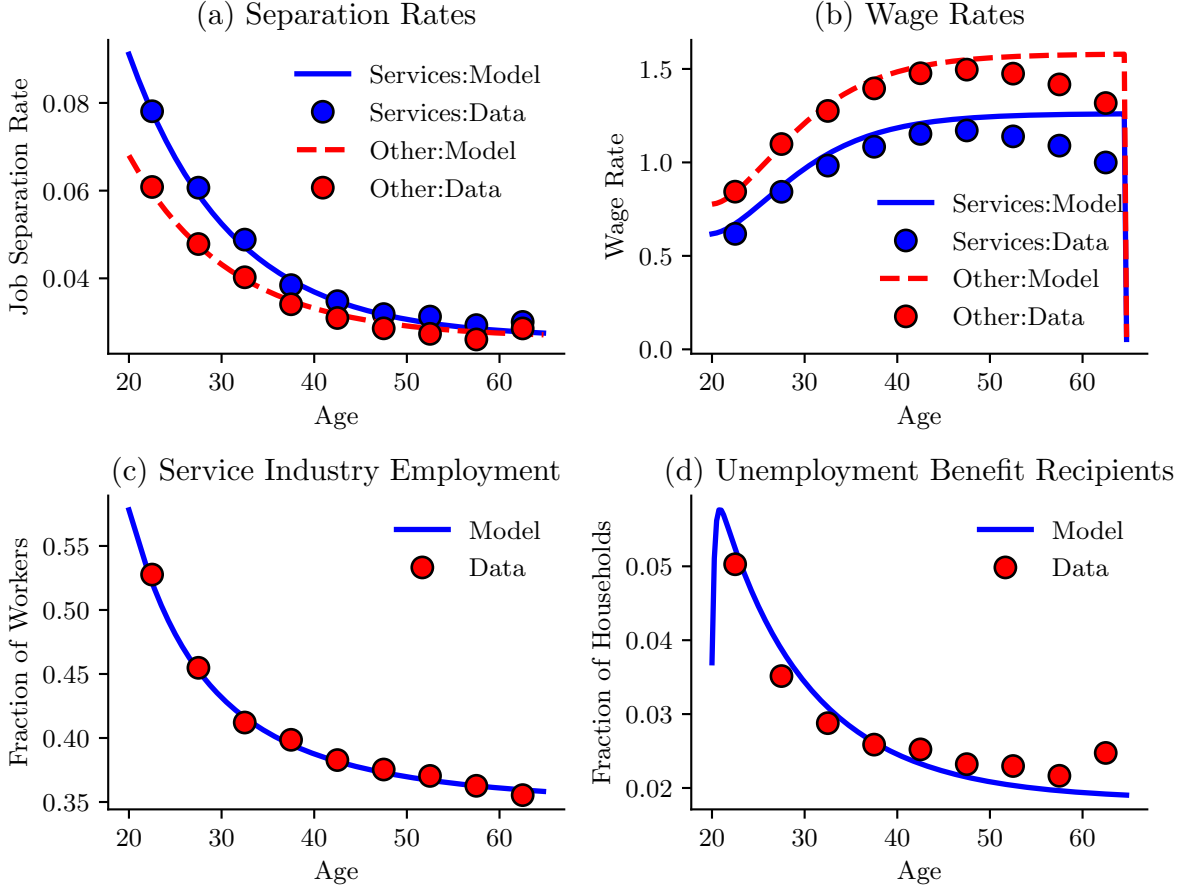 (a) Separation Rates
Job Separation Rate
0.08
0.06
0.04
Services:Model
Services:Data
Other:Model
Other:Data
20 30 40 50 60
Age
(b) Wage Rates
Wage Rate
1.5
1.0
0.5
0.0
Services:Model
Services:Data
Other:Model
Other:Data
20 30 40 50 60
Age
(c) Service Industry Employment
Fraction of Workers
0.55
0.50
0.45
0.40
0.35
Model
Data
20 30 40 50 60
Age
(d) Unemployment Benefit Recipients
Fraction of Households
0.05
0.04
0.03
0.02
Model
Data
20 30 40 50 60
Age